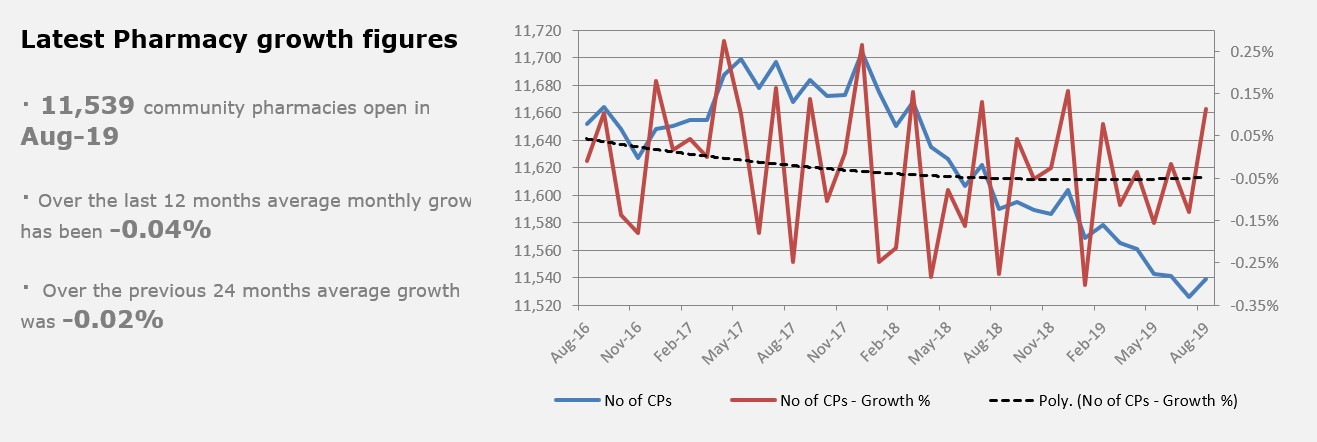 Latest Pharmacy growth figures
· 11,539 community pharmacies open in
Aug-19
· Over the last 12 months average monthly grow
has been -0.04%
· Over the previous 24 months average growth
was -0.02%
11,720
11,700
11,680
11,660
11,640
11,620
11,600
11,580
11,560
11,540
11,520
0.25%
0.15%
0.05%
-0.05%
-0.15%
-0.25%
-0.35%
Aug-16
Nov-16
Feb-17
May-17
Aug-17
Nov-17
Feb-18
May-18
Aug-18
Nov-18
Feb-19
May-19
Aug-19
No of CPs
No of CPs - Growth %
Poly. (No of CPs - Growth %)